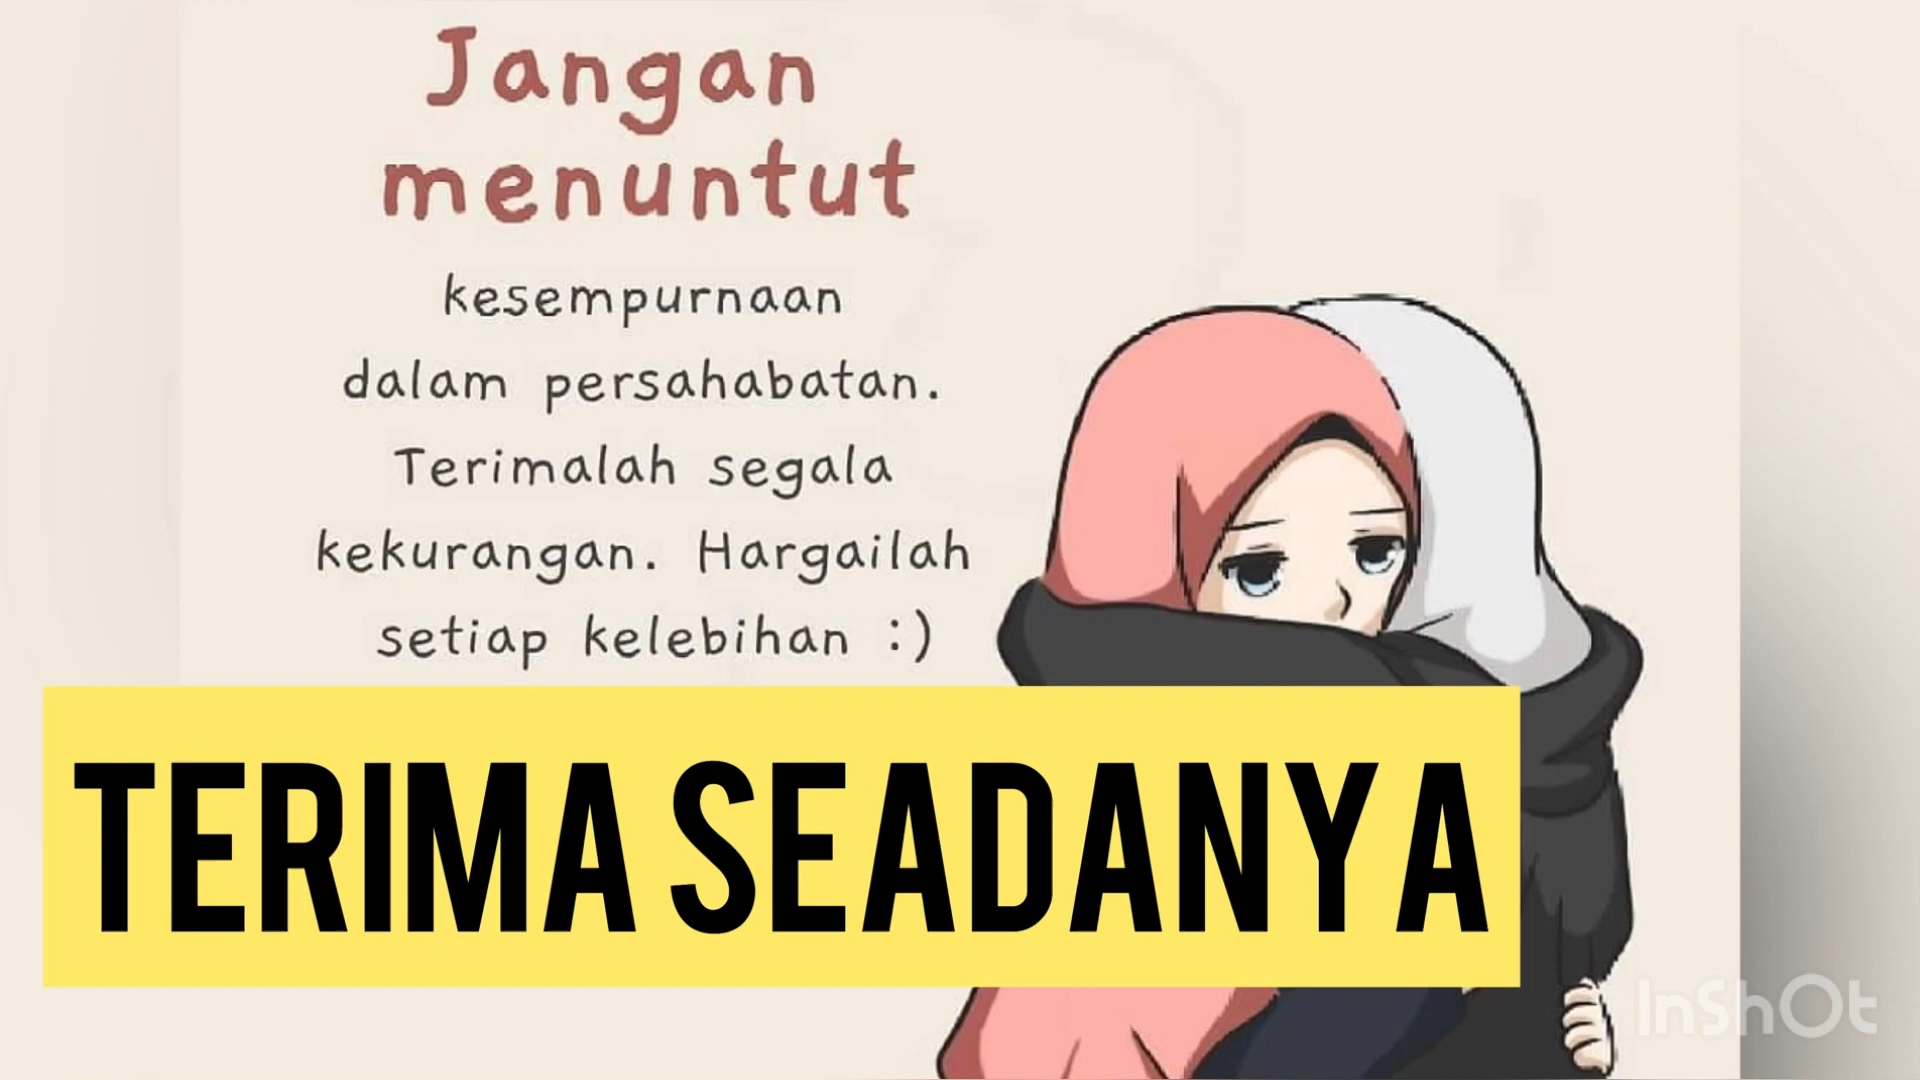 Jangan
menuntut
kesempurnaan
dalam persahabatan.
Terimalah segala
kekurangan. Hargailah
setiap kelebihan :)
TERIMA SEADANYA
InShOt